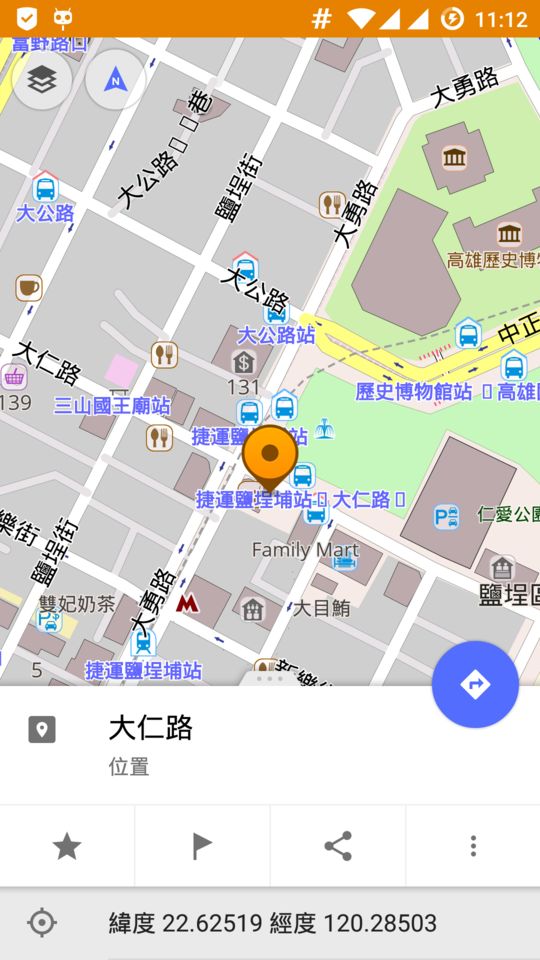 11:12
富野路口
N
大公路▯▯巷
鹽埕街
大勇路
大勇路
大公路
大公路
大公路站
高雄歷史博物
中正
歷史博物館站▯高雄
大仁路
131
139
三山國王廟站
捷運鹽
站
捷運鹽埕埔站▯大仁路▯
P
仁愛公園
樂街
鹽埕街
大勇路
Family Mart
鹽埕區
雙妃奶茶
大目鮪
M
5
捷運鹽埕埔站
大仁路
位置
緯度 22.62519 經度 120.28503